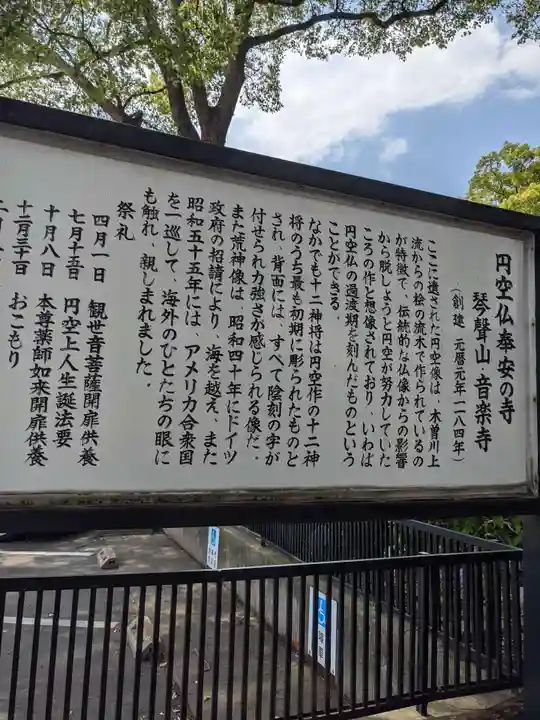 円空仏奉安の寺
琴聲山 音楽寺
（創建 元暦元年一一八四年）
ここに遺された円空像は、木曽川上
流からの桧の流木で作られているの
が特徴で、伝統的な仏像からの影響
から脱しようと円空が努力していた
ころの作と想像されており、いわば
円空仏の過渡期を刻んだものという
ことができる。
なかでも十二神将は円空作の十二神
将のうち最も初期に彫られたものと
され、背面には、すべて陰刻の字が
付せられ力強さが感じられる像だ。
また荒神像は、昭和四十年にドイツ
政府の招請により、海を越え、また
昭和五十五年には、アメリカ合衆国
を一巡して、海外のひとたちの眼に
も触れ、親しまれました。
祭礼
四月一日 観世音菩薩開扉供養
七月十五日 円空上人生誕法要
十月八日 本尊薬師如来開扉供養
十二月三十一日 おこもり